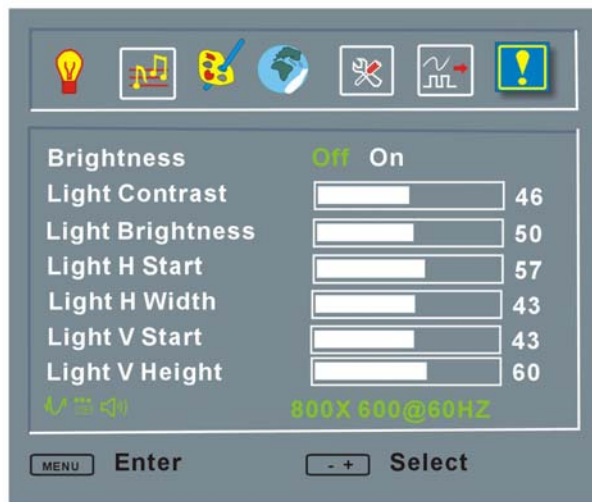 Brightness Off On
Light Contrast 46
Light Brightness 50
Light H Start 57
Light H Width 43
Light V Start 43
Light V Height 60
800X 600@60HZ
MENU Enter - + Select